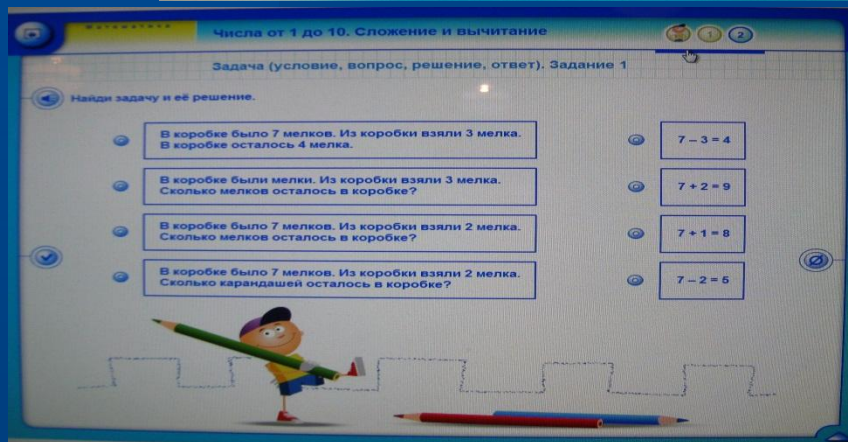 Математика
Числа от 1 до 10. Сложение и вычитание
1
2
Задача (условие, вопрос, решение, ответ). Задание 1
Найди задачу и её решение.
В коробке было 7 мелков. Из коробки взяли 3 мелка.
В коробке осталось 4 мелка.
7 – 3 = 4
В коробке были мелки. Из коробки взяли 3 мелка.
Сколько мелков осталось в коробке?
7 + 2 = 9
В коробке было 7 мелков. Из коробки взяли 2 мелка.
Сколько мелков осталось в коробке?
7 + 1 = 8
В коробке было 7 мелков. Из коробки взяли 2 мелка.
Сколько карандашей осталось в коробке?
7 – 2 = 5